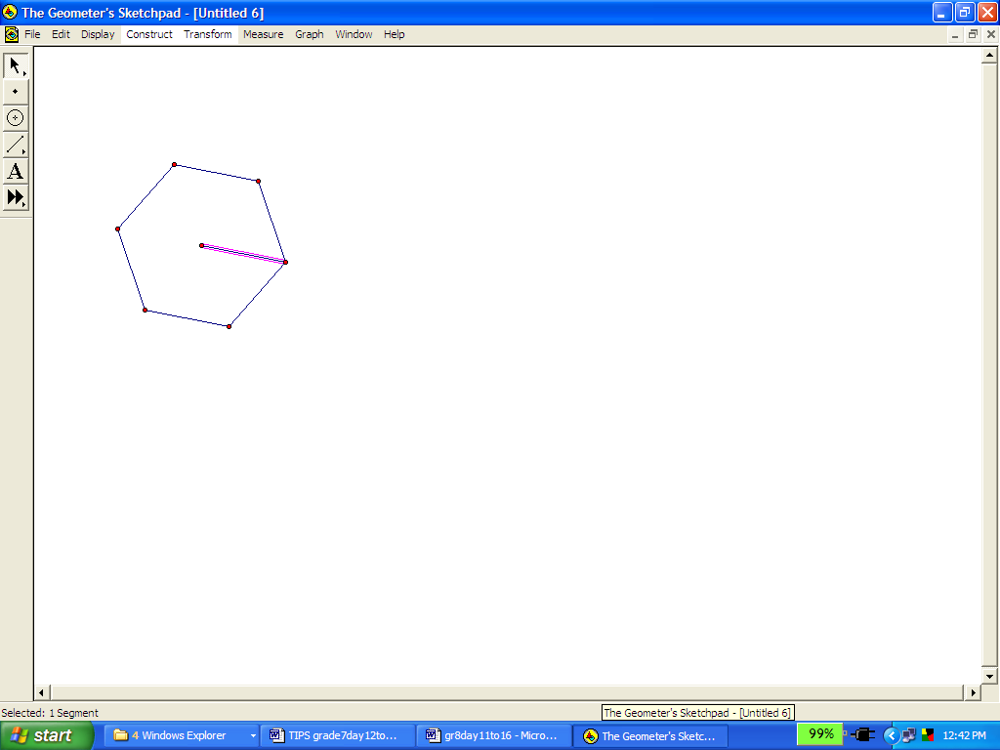 The Geometer's Sketchpad - [Untitled 6]
File Edit Display Construct Transform Measure Graph Window Help
A
Selected: 1 Segment
The Geometer's Sketchpad - [Untitled 6]
start
4 Windows Explorer
TIPS grade7day12to...
gr8day11to16 - Micro...
The Geometer's Sketc...
99%
12:42 PM